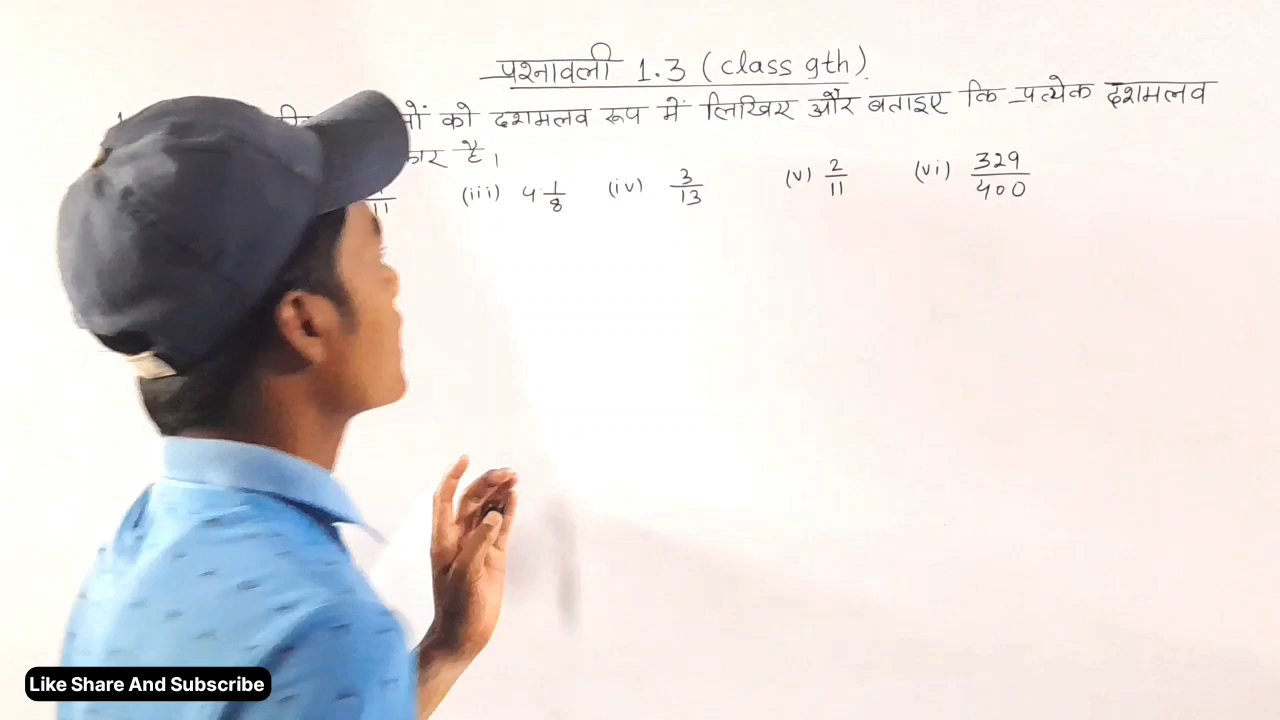 प्रश्नावली 1.3 (class 9th)
को दशमलव रूप में लिखिए और बताइए कि प्रत्येक दशमलव
है।
11 (iii) 4 1/8 (iv) 3/13 (v) 2/11 (vi) 329/400
Like Share And Subscribe